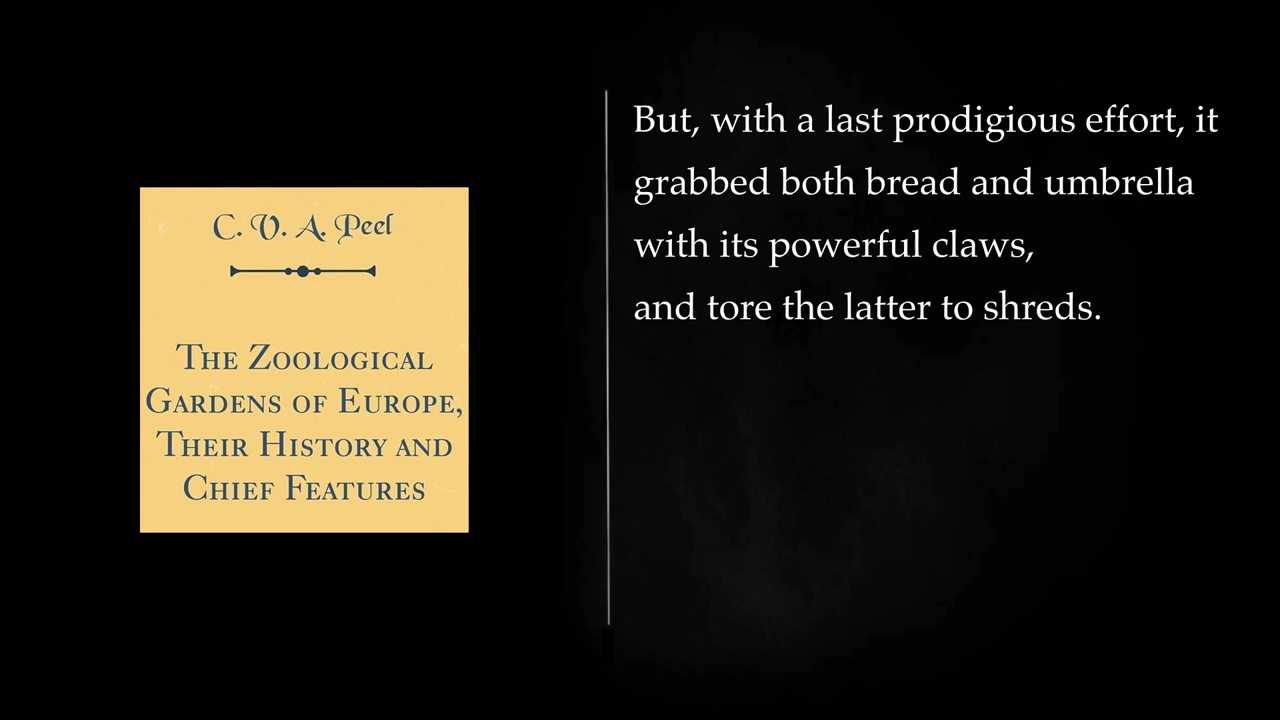 C. V. A. Peel
The Zoological
Gardens of Europe,
Their History and
Chief Features
But, with a last prodigious effort, it
grabbed both bread and umbrella
with its powerful claws,
and tore the latter to shreds.